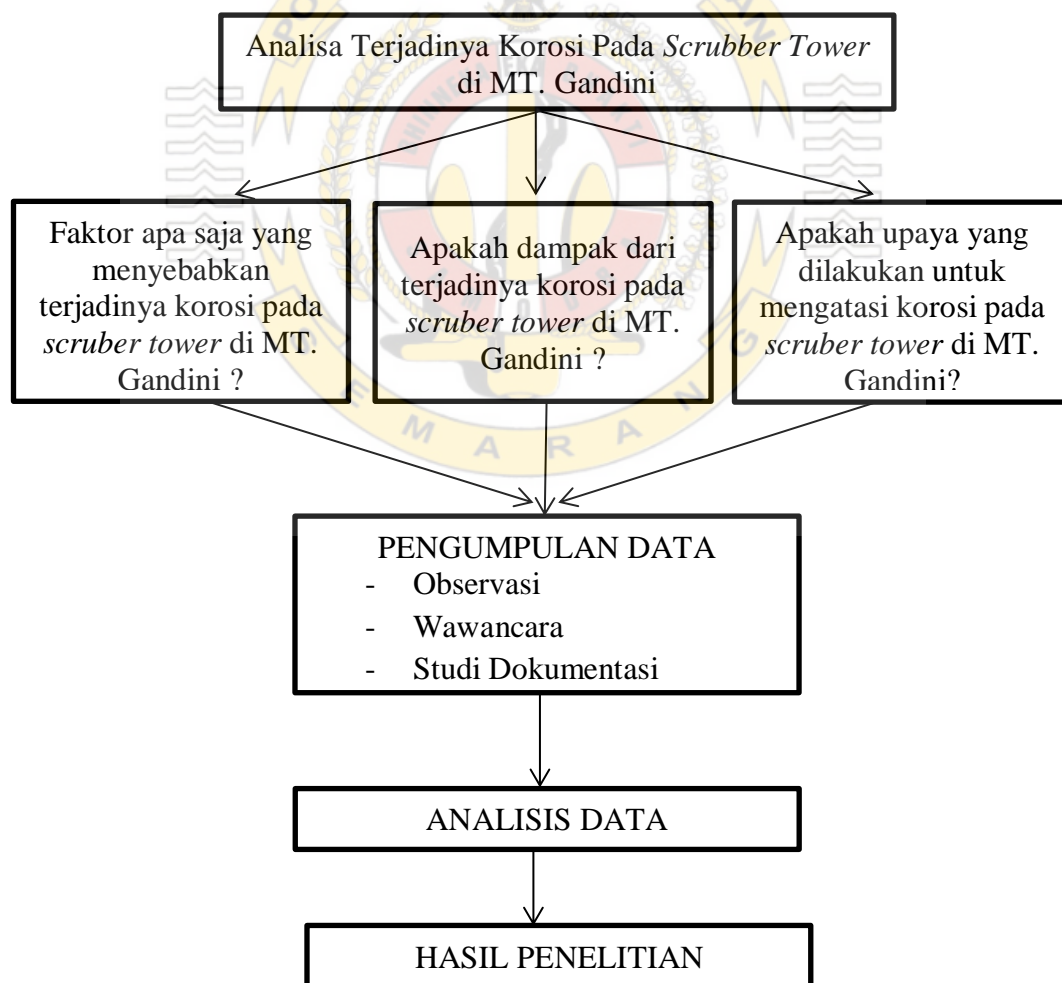 Analisa Terjadinya Korosi Pada Scrubber Tower
di MT. Gandini
Faktor apa saja yang
menyebabkan
terjadinya korosi pada
scruber tower di MT.
Gandini ?
Apakah dampak dari
terjadinya korosi pada
scruber tower di MT.
Gandini ?
Apakah upaya yang
dilakukan untuk
mengatasi korosi pada
scruber tower di MT.
Gandini?
PENGUMPULAN DATA
- Observasi
- Wawancara
- Studi Dokumentasi
ANALISIS DATA
HASIL PENELITIAN